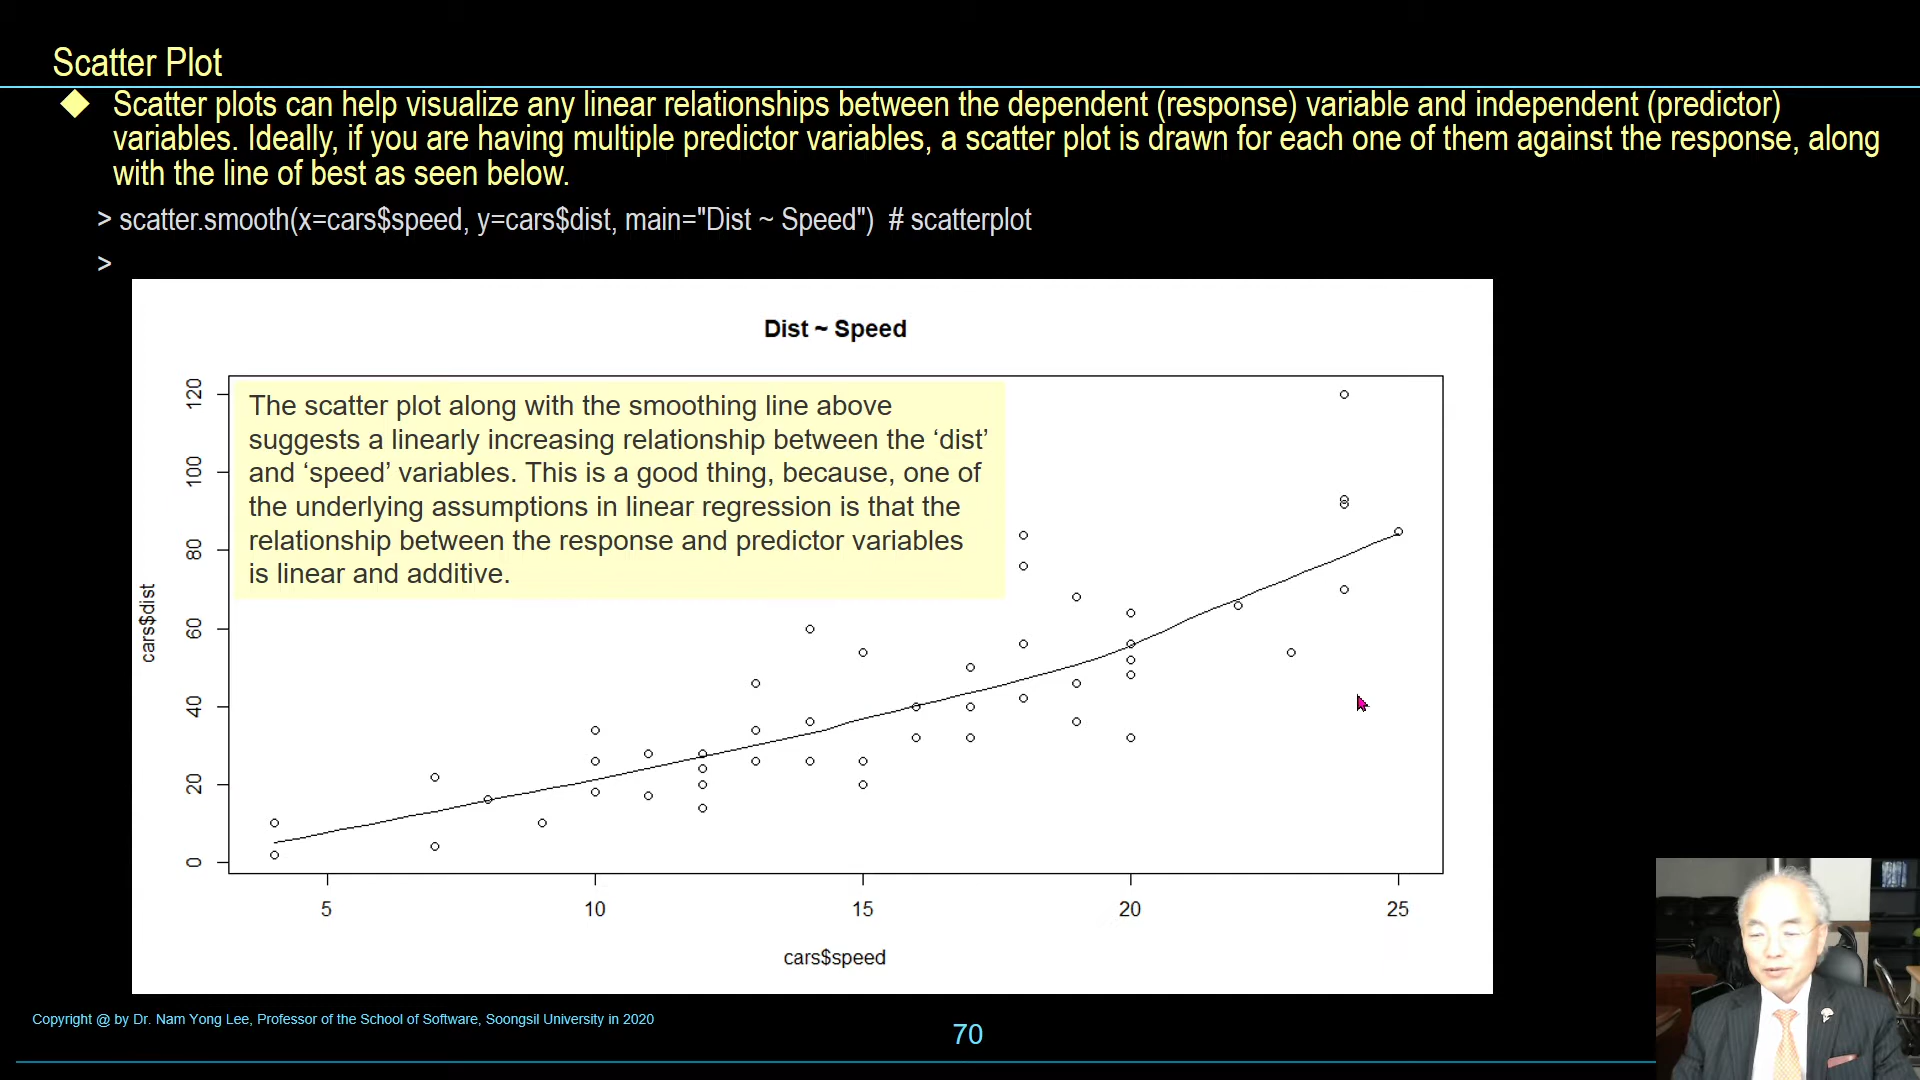 Scatter Plot
Scatter plots can help visualize any linear relationships between the dependent (response) variable and independent (predictor)
variables. Ideally, if you are having multiple predictor variables, a scatter plot is drawn for each one of them against the response, along
with the line of best as seen below.
> scatter.smooth(x=cars$speed, y=cars$dist, main="Dist ~ Speed")  # scatterplot
>
Dist ~ Speed
The scatter plot along with the smoothing line above
suggests a linearly increasing relationship between the ‘dist’
and ‘speed’ variables. This is a good thing, because, one of
the underlying assumptions in linear regression is that the
relationship between the response and predictor variables
is linear and additive.
120
100
80
60
40
20
0
cars$dist
5 10 15 20 25
cars$speed
Copyright @ by Dr. Nam Yong Lee, Professor of the School of Software, Soongsil University in 2020
70